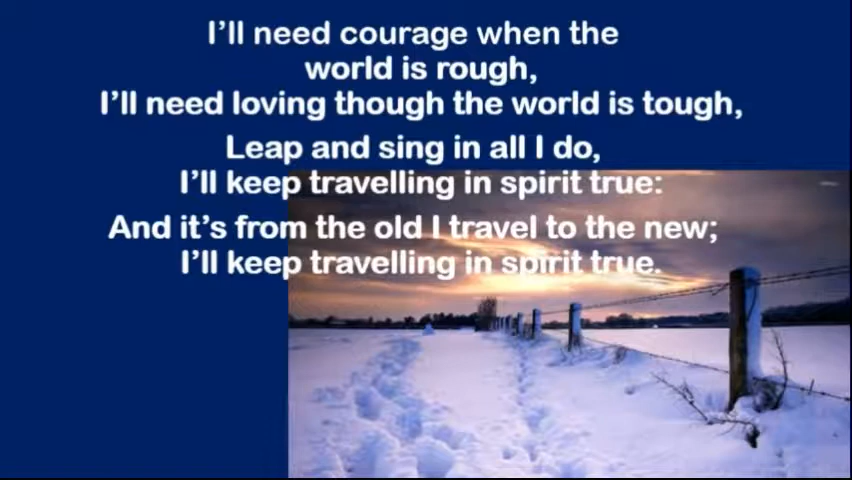 I’ll need courage when the
world is rough,
I’ll need loving though the world is tough,
Leap and sing in all I do,
I’ll keep travelling in spirit true:
And it’s from the old I travel to the new;
I’ll keep travelling in spirit true.